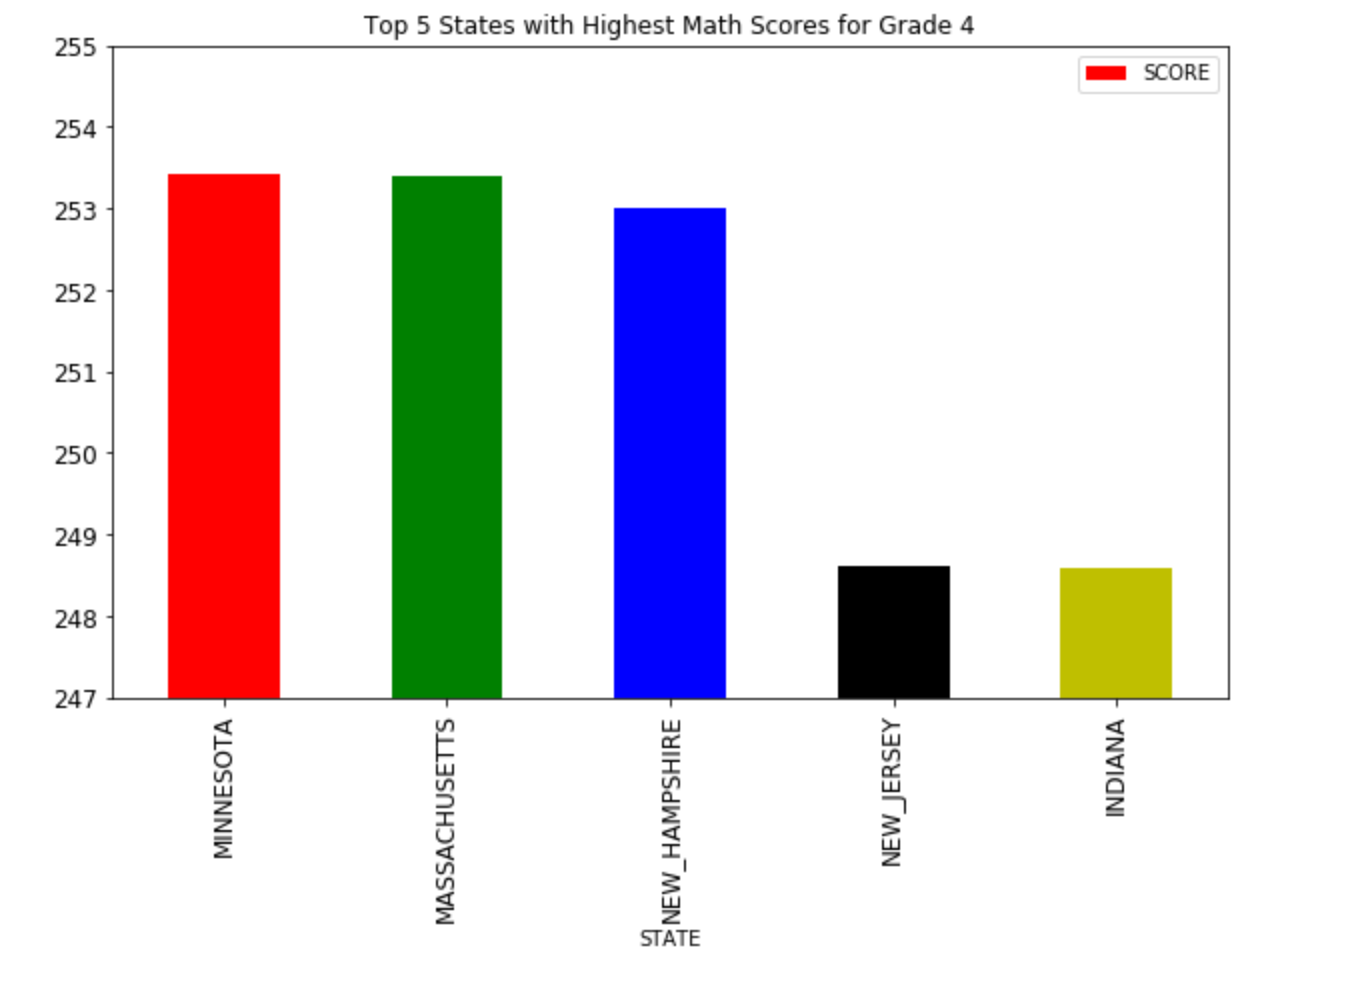 Top 5 States with Highest Math Scores for Grade 4
SCORE
255
254
253
252
251
250
249
248
247
MINNESOTA
MASSACHUSETTS
NEW_HAMPSHIRE
NEW_JERSEY
INDIANA
STATE